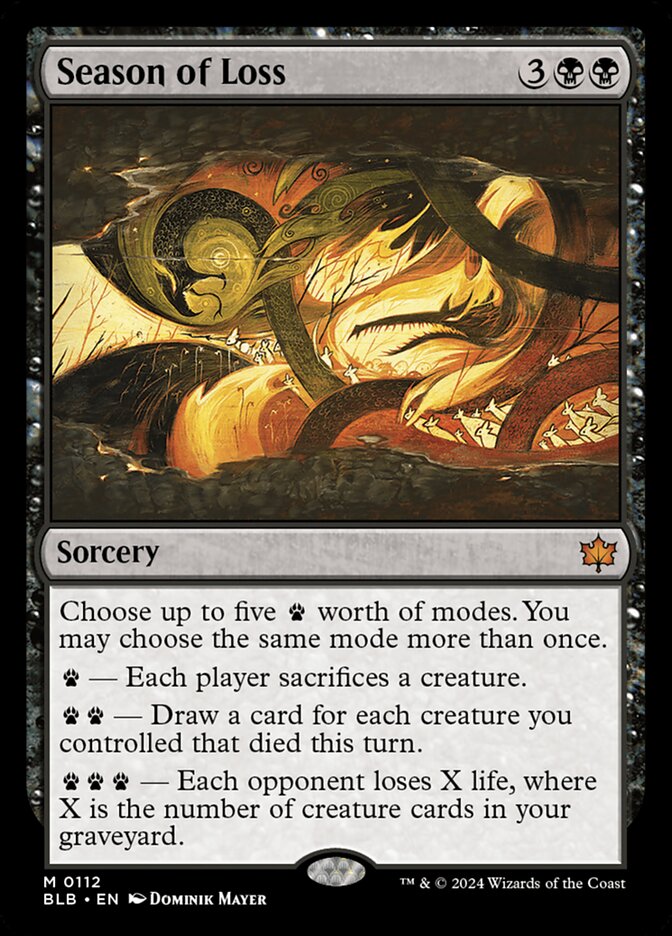 Season of Loss 3
Sorcery
Choose up to five worth of modes. You
may choose the same mode more than once.
— Each player sacrifices a creature.
— Draw a card for each creature you
controlled that died this turn.
— Each opponent loses X life, where
X is the number of creature cards in your
graveyard.
M 0112
BLB • EN DOMINIK MAYER
™ & © 2024 Wizards of the Coast